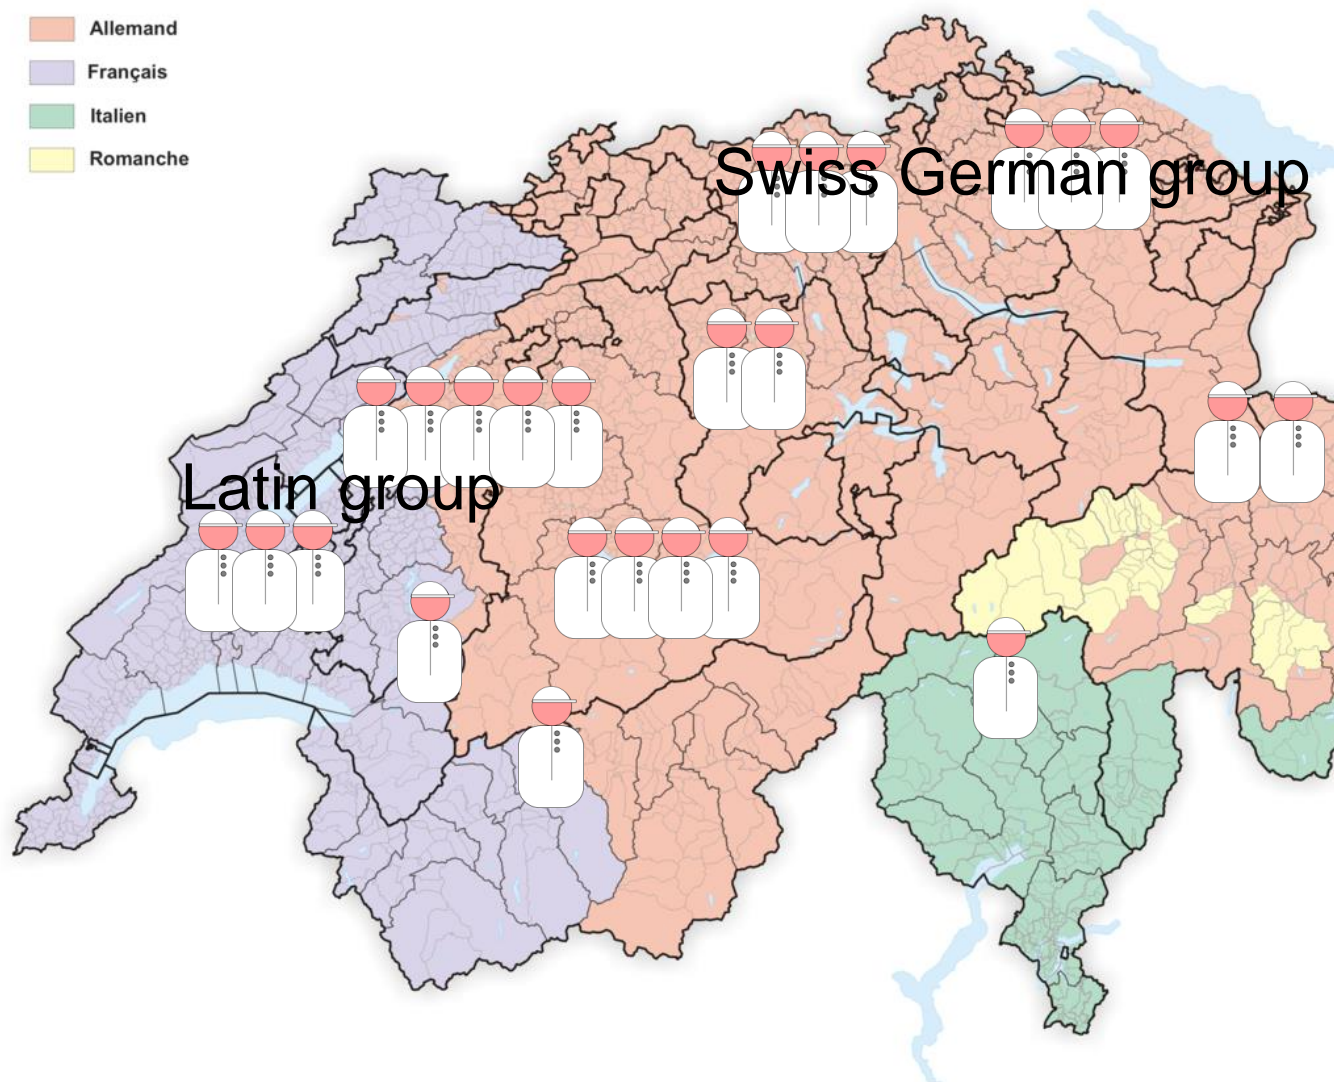 Allemand
Français
Italien
Romanche
Swiss German group
Latin group